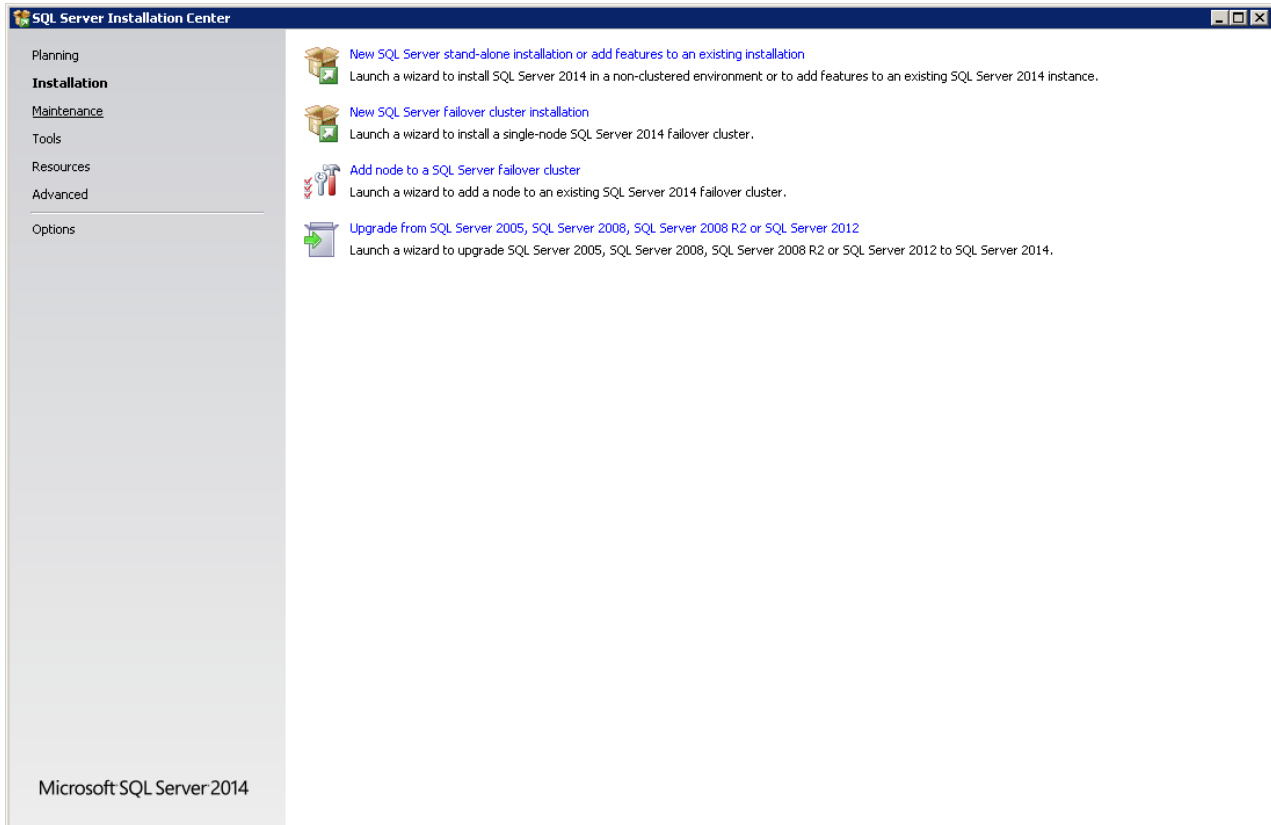 SQL Server Installation Center
Planning
Installation
Maintenance
Tools
Resources
Advanced
Options
New SQL Server stand-alone installation or add features to an existing installation
Launch a wizard to install SQL Server 2014 in a non-clustered environment or to add features to an existing SQL Server 2014 instance.
New SQL Server failover cluster installation
Launch a wizard to install a single-node SQL Server 2014 failover cluster.
Add node to a SQL Server failover cluster
Launch a wizard to add a node to an existing SQL Server 2014 failover cluster.
Upgrade from SQL Server 2005, SQL Server 2008, SQL Server 2008 R2 or SQL Server 2012
Launch a wizard to upgrade SQL Server 2005, SQL Server 2008, SQL Server 2008 R2 or SQL Server 2012 to SQL Server 2014.
Microsoft SQL Server 2014